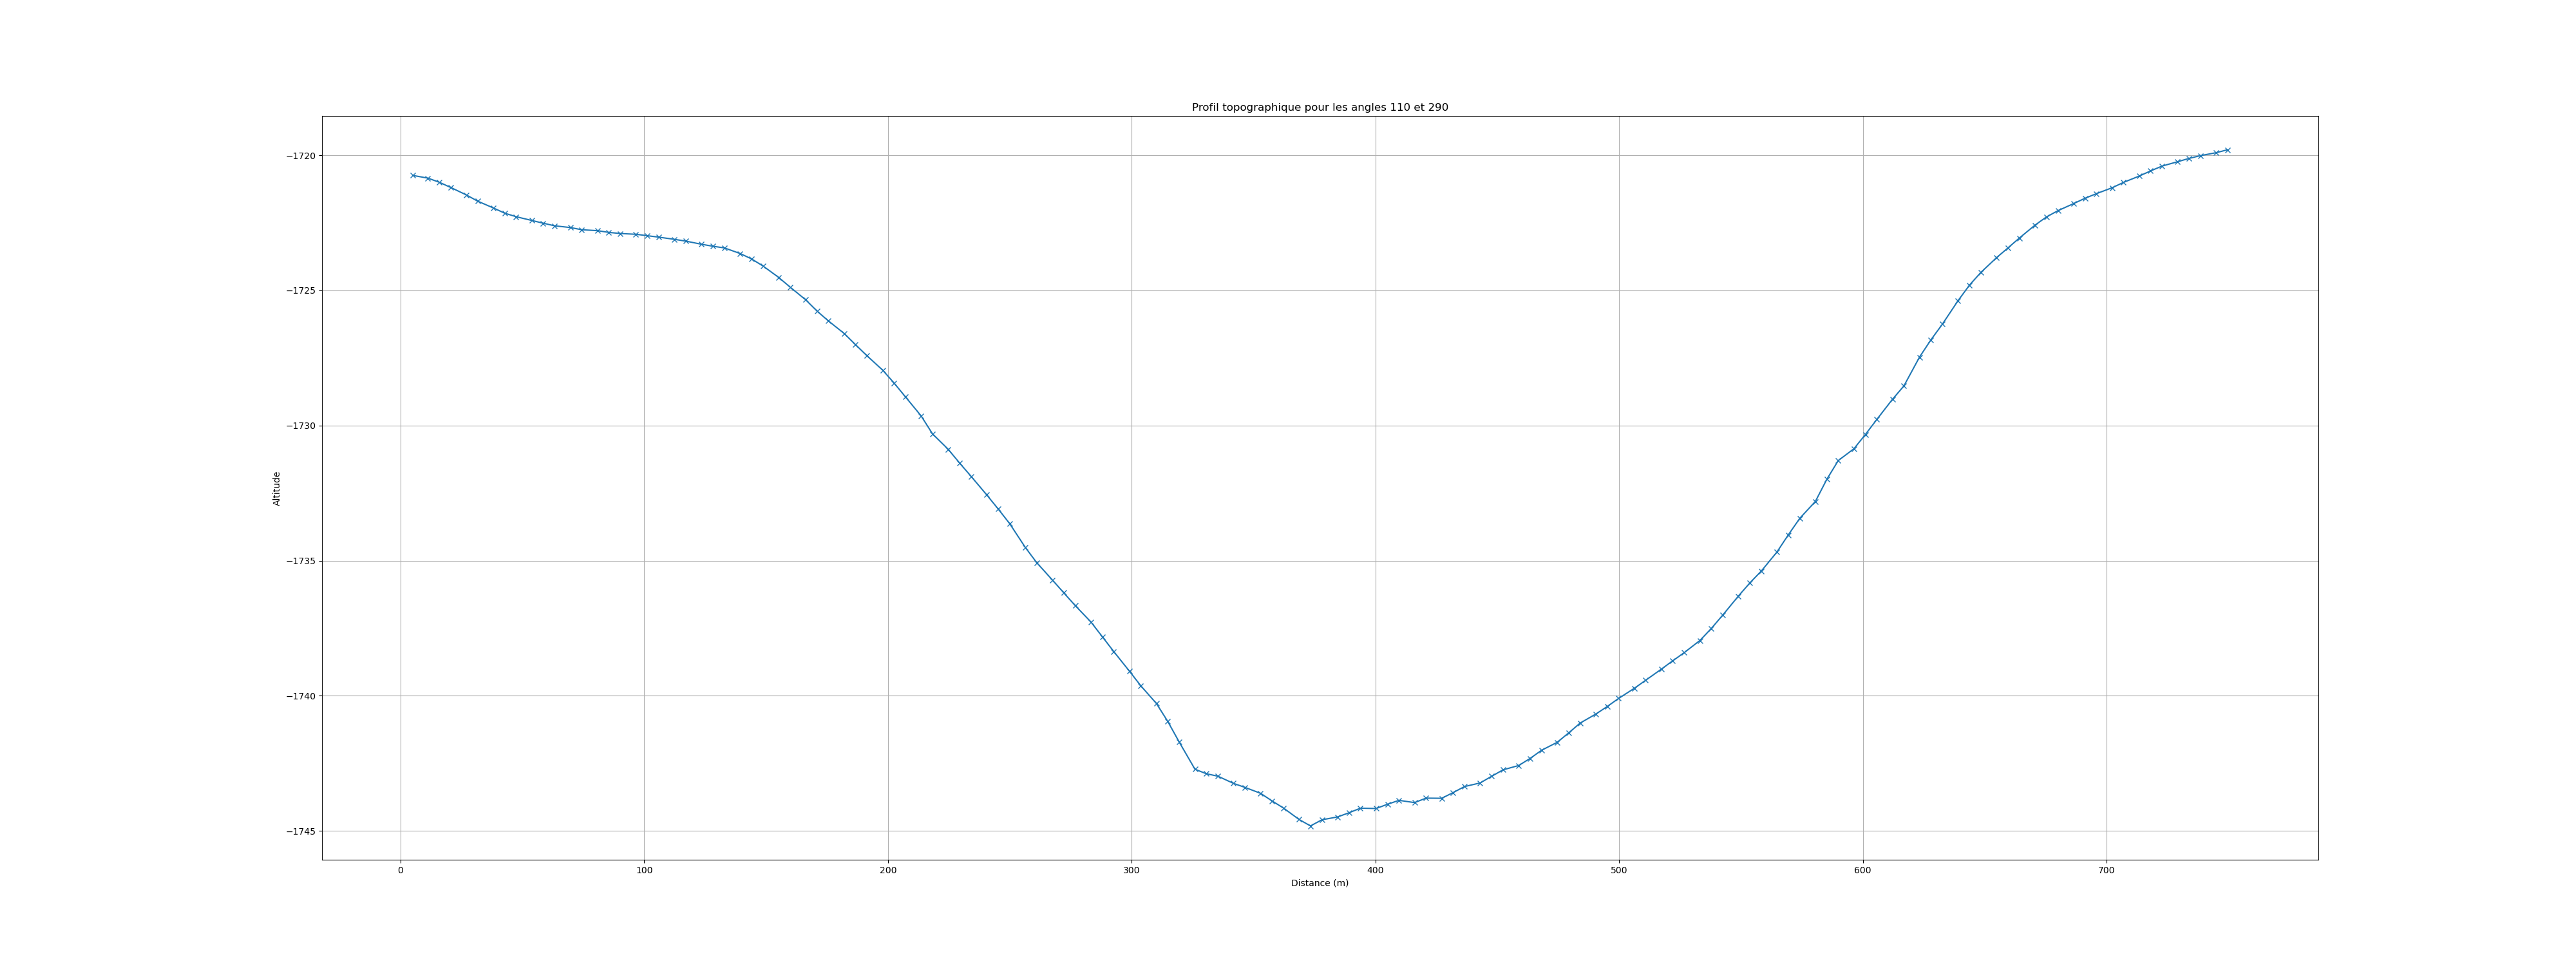 Profil topographique pour les angles 110 et 290
−1720
−1725
−1730
−1735
−1740
−1745
Altitude
0 100 200 300 400 500 600 700
Distance (m)